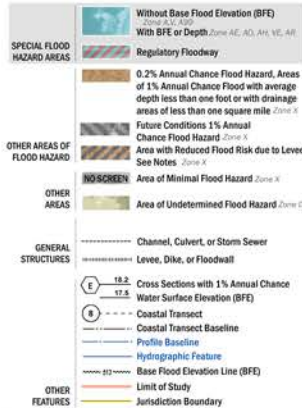 Without Base Flood Elevation (BFE)
Zone A,V, A99
With BFE or Depth Zone AE, AO, AH, VE, AR
SPECIAL FLOOD
HAZARD AREAS
Regulatory Floodway
0.2% Annual Chance Flood Hazard, Areas
of 1% Annual Chance Flood with average
depth less than one foot or with drainage
areas of less than one square mile Zone X
Future Conditions 1% Annual
Chance Flood Hazard Zone X
OTHER AREAS OF
FLOOD HAZARD
Area with Reduced Flood Risk due to Levee
See Notes Zone X
NO SCREEN Area of Minimal Flood Hazard Zone X
OTHER
AREAS
Area of Undetermined Flood Hazard Zone
GENERAL
STRUCTURES
Channel, Culvert, or Storm Sewer
Levee, Dike, or Floodwall
E 18.2 Cross Sections with 1% Annual Chance
17.5 Water Surface Elevation (BFE)
8 Coastal Transect
Coastal Transect Baseline
Profile Baseline
Hydrographic Feature
513 Base Flood Elevation Line (BFE)
OTHER
FEATURES
Limit of Study
Jurisdiction Boundary